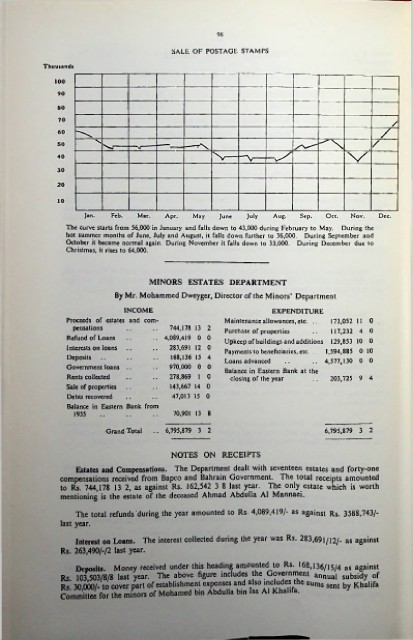 98
SALE OF POSTAGE STAMPS
Thousands
100
90
80
70
60
50
40
30
20
10
Jan. Feb. Mar. Apr. May June July Aug. Sep. Oct. Nov. Dec.
The curve starts from 56,000 in January and falls down to 43,000 during February to May. During the
hot summer months of June, July and August, it falls down further to 36,000. During September and
October it became normal again. During November it falls down to 33,000. During December due to
Christmas, it rises to 64,000.
MINORS ESTATES DEPARTMENT
By Mr. Mohammed Dweyger, Director of the Minors' Department
INCOME
Proceeds of estates and com-
pensations .. .. 744,178 13 2
Refund of Loans .. .. 4,089,419 0 0
Interests on loans .. .. 283,691 12 0
Deposits .. .. .. 168,136 15 4
Government loans .. .. 970,000 0 0
Rents collected .. .. 278,869 1 0
Sale of properties .. .. 143,667 14 0
Debts recovered .. .. 47,013 15 0
Balance in Eastern Bank from
1955 .. .. .. 70,901 13 8
Grand Total .. 6,795,879 3 2
EXPENDITURE
Maintenance allowances, etc. .. 173,052 11 0
Purchase of properties .. 117,232 4 0
Upkeep of buildings and additions 129,853 10 0
Payments to beneficiaries, etc. 1,594,885 0 10
Loans advanced .. .. 4,577,130 0 0
Balance in Eastern Bank at the
closing of the year .. 203,725 9 4
6,795,879 3 2
NOTES ON RECEIPTS
Estates and Compensations. The Department dealt with seventeen estates and forty-one
compensations received from Bapco and Bahrain Government. The total receipts amounted
to Rs. 744,178 13 2, as against Rs. 162,542 3 8 last year. The only estate which is worth
mentioning is the estate of the deceased Ahmad Abdulla Al Mannaei.
The total refunds during the year amounted to Rs. 4,089,419/- as against Rs. 3588,743/-
last year.
Interest on Loans. The interest collected during the year was Rs. 283,691/12/- as against
Rs. 263,490/-/2 last year.
Deposits. Money received under this heading amounted to Rs. 168,136/15/4 as against
Rs. 103,503/8/8 last year. The above figure includes the Government annual subsidy of
Rs. 30,000/- to cover part of establishment expenses and also includes the sums sent by Khalifa
Committee for the minors of Mohamed bin Abdulla bin Isa Al Khalifa.